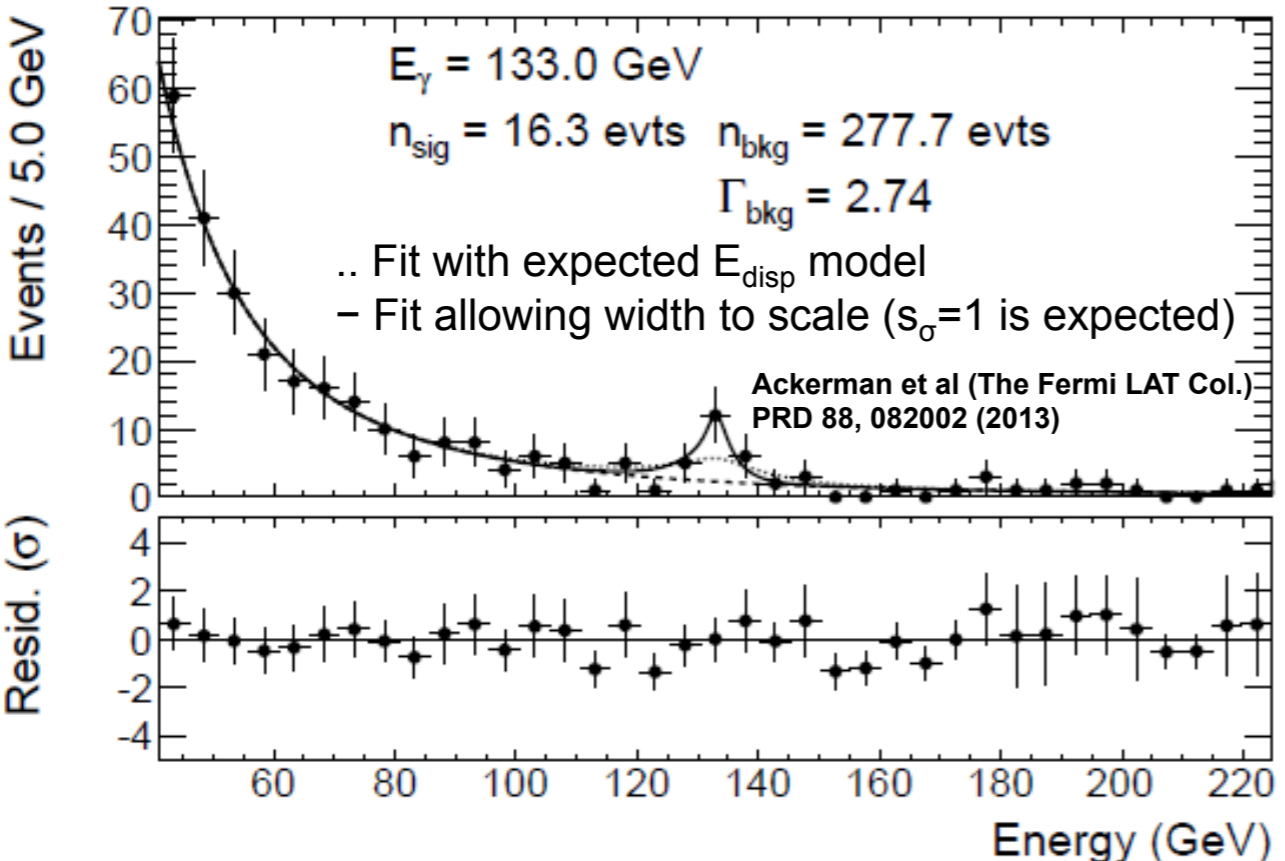 Events / 5.0 GeV
70
60
50
40
30
20
10
0
E_γ = 133.0 GeV
n_sig = 16.3 evts n_bkg = 277.7 evts
Γ_bkg = 2.74
.. Fit with expected E_disp model
− Fit allowing width to scale (s_σ=1 is expected)
Ackerman et al (The Fermi LAT Col.)
PRD 88, 082002 (2013)
Resid. (σ)
4
2
0
-2
-4
60 80 100 120 140 160 180 200 220
Energy (GeV)